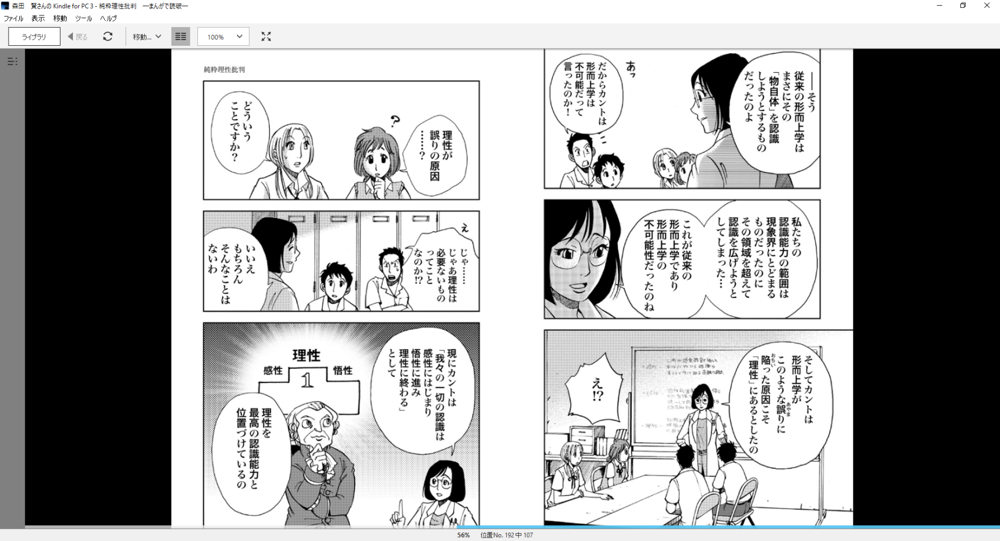 森田　賢さんの Kindle for PC 3 - 純粋理性批判　―まんがで読破―
ファイル
表示
移動
ツール
ヘルプ
ライブラリ
戻る
移動...
100%
――そう
従来の形而上学は
まさにその
「物自体」を認識
しようとするもの
だったのよ
あっ
だからカントは
形而上学は
不可能だって
言ったのか！
私たちの
認識能力の範囲は
現象界にとどまる
ものだったのに
その領域を超えて
認識を広げようと
してしまった…
これが従来の
形而上学であり
形而上学の
不可能性だったのね
そしてカントは
形而上学が
このような誤りに
あやま
陥った原因こそ
おちい
「理性」にあるとしたの
え!?
純粋理性批判
理性が
誤りの原因
……？
?
どういう
ことですか？
え
じゃ……
じゃあ理性は
必要ないもの
ってこと
なのか!?
いいえ
もちろん
そんなことは
ないわ
現にカントは
「我々の一切の認識は
感性にはじまり
悟性に進み
理性に終わる」
として
理性
感性
1
悟性
理性を
最高の認識能力と
位置づけているの
56%
位置No. 192 中 107